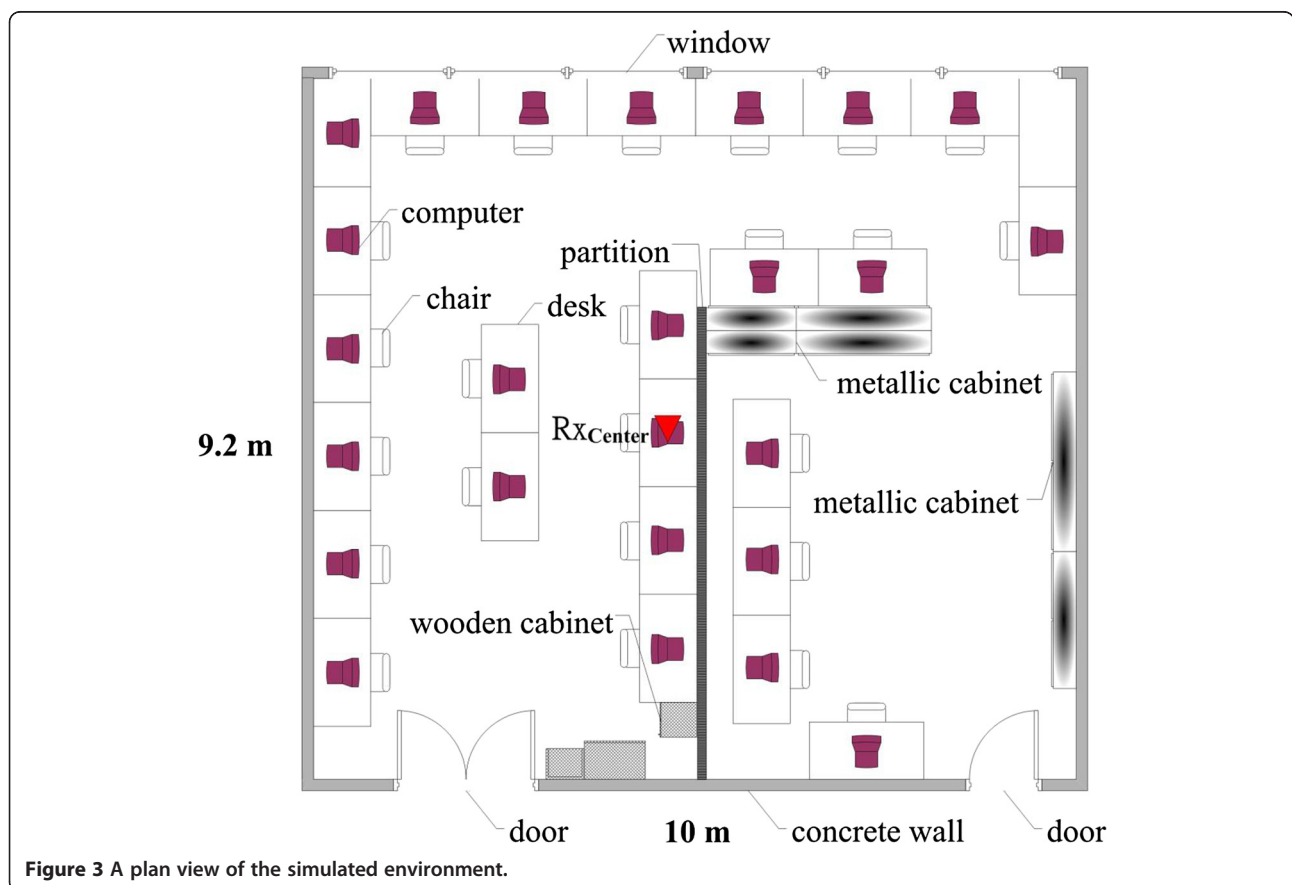 window
computer
partition
chair
desk
metallic cabinet
RxCenter
9.2 m
metallic cabinet
wooden cabinet
door
10 m
concrete wall
door
Figure 3 A plan view of the simulated environment.